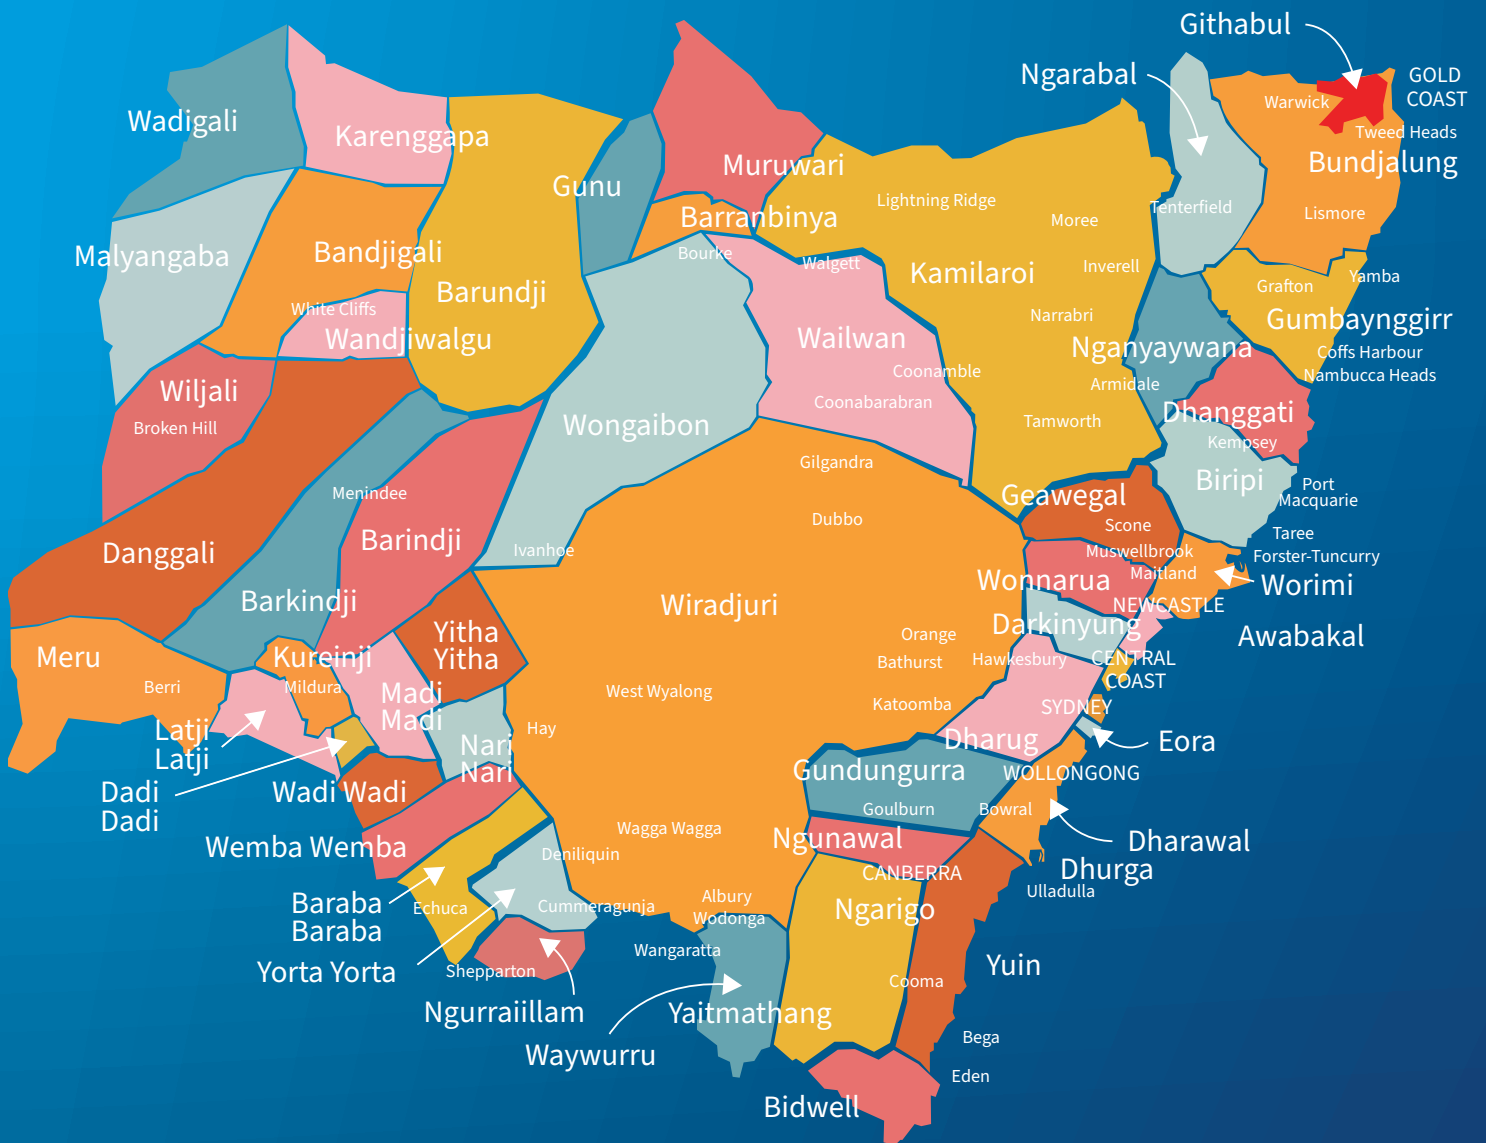 Githabul
Ngarabal
GOLD
COAST
Warwick
Tweed Heads
Wadigali
Karenggapa
Bundjalung
Muruwari
Gunu
Lightning Ridge
Tenterfield
Lismore
Barranbinya
Moree
Malyangaba
Bandjigali
Bourke
Walgett
Kamilaroi
Inverell
Yamba
Grafton
Barundji
White Cliffs
Narrabri
Gumbaynggirr
Wandjiwalgu
Wailwan
Nganyaywana
Coffs Harbour
Coonamble
Nambucca Heads
Wiljali
Armidale
Coonabarabran
Dhanggati
Broken Hill
Wongaibon
Tamworth
Kempsey
Gilgandra
Biripi
Port
Macquarie
Menindee
Geawegal
Dubbo
Scone
Taree
Barindji
Danggali
Ivanhoe
Muswellbrook
Forster-Tuncurry
Wonnarua
Maitland
Worimi
Barkindji
Wiradjuri
NEWCASTLE
Darkinyung
Awabakal
Yitha
Yitha
Orange
Meru
Kureinji
Bathurst
Hawkesbury
CENTRAL
COAST
Berri
Mildura
Madi
Madi
West Wyalong
Katoomba
SYDNEY
Latji
Latji
Hay
Nari
Nari
Dharug
Eora
Gundungurra
WOLLONGONG
Dadi
Dadi
Wadi Wadi
Goulburn
Bowral
Wemba Wemba
Wagga Wagga
Ngunawal
Dharawal
Deniliquin
Dhurga
CANBERRA
Ulladulla
Baraba
Baraba
Echuca
Cummeragunja
Albury
Wodonga
Ngarigo
Yorta Yorta
Shepparton
Wangaratta
Yuin
Cooma
Ngurraiillam
Yaitmathang
Waywurru
Bega
Eden
Bidwell